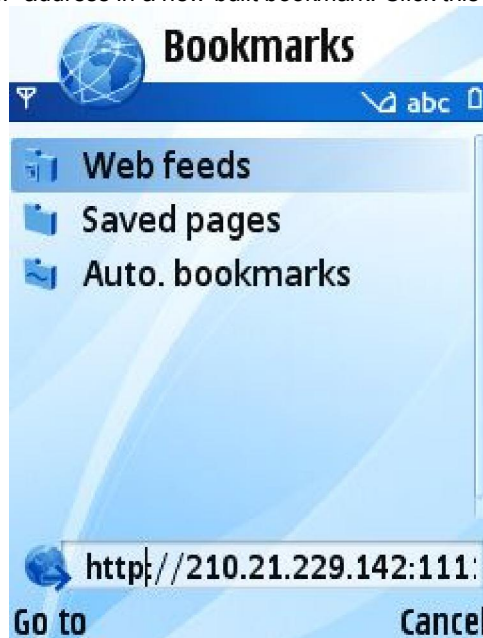 address in a new-built bookmark. Click this
Bookmarks
abc
Web feeds
Saved pages
Auto. bookmarks
http://210.21.229.142:111
Go to
Cancel